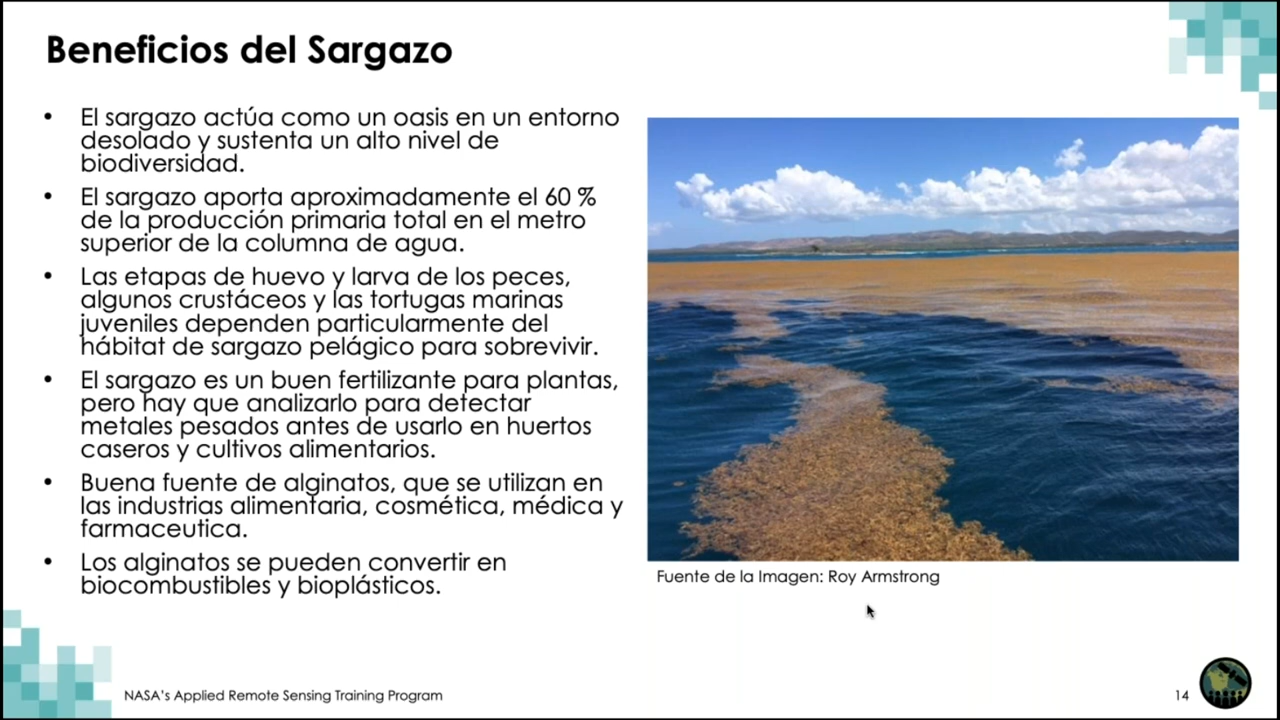 Beneficios del Sargazo
• El sargazo actúa como un oasis en un entorno
desolado y sustenta un alto nivel de
biodiversidad.
• El sargazo aporta aproximadamente el 60 %
de la producción primaria total en el metro
superior de la columna de agua.
• Las etapas de huevo y larva de los peces,
algunos crustáceos y las tortugas marinas
juveniles dependen particularmente del
hábitat de sargazo pelágico para sobrevivir.
• El sargazo es un buen fertilizante para plantas,
pero hay que analizarlo para detectar
metales pesados antes de usarlo en huertos
caseros y cultivos alimentarios.
• Buena fuente de alginatos, que se utilizan en
las industrias alimentaria, cosmética, médica y
farmaceutica.
• Los alginatos se pueden convertir en
biocombustibles y bioplásticos.
Fuente de la Imagen: Roy Armstrong
NASA's Applied Remote Sensing Training Program
14